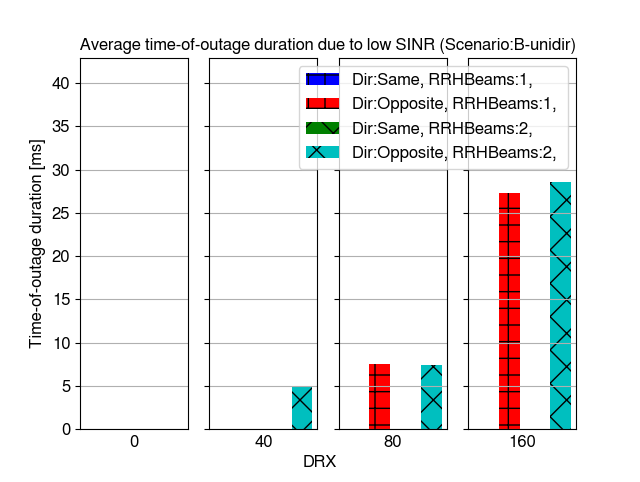 Average time-of-outage duration due to low SINR (Scenario:B-unidir)
Dir:Same, RRHBeams:1,
Dir:Opposite, RRHBeams:1,
Dir:Same, RRHBeams:2,
Dir:Opposite, RRHBeams:2,
Time-of-outage duration [ms]
40
35
30
25
20
15
10
5
0
0
40
80
160
DRX